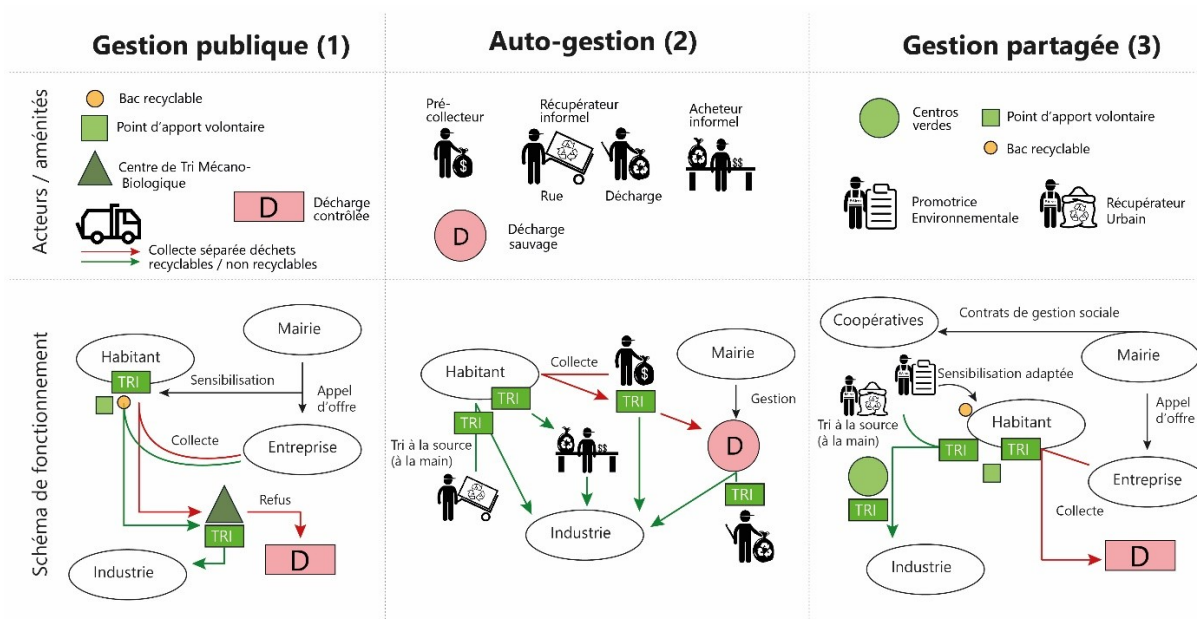 Gestion publique (1)
Auto-gestion (2)
Gestion partagée (3)
Acteurs / aménités
Bac recyclable
Point d'apport volontaire
Centre de Tri Mécano-
Biologique
D
Décharge
contrôlée
Collecte séparée déchets
recyclables / non recyclables
Pré-
collecteur
Récupérateur
informel
Acheteur
informel
$
$$
Rue
Décharge
D
Décharge
sauvage
Centros
verdes
Point d'apport volontaire
Bac recyclable
Promotrice
Environnementale
Récupérateur
Urbain
Schéma de fonctionnement
Mairie
Habitant
TRI
Sensibilisation
Appel
d'offre
Collecte
Entreprise
Refus
TRI
D
Industrie
Habitant
Collecte
$
Mairie
TRI
TRI
TRI
Gestion
Tri à la source
(à la main)
$$
D
TRI
Industrie
Coopératives
Contrats de gestion sociale
Mairie
Sensibilisation adaptée
Tri à la source
(à la main)
Habitant
Appel
d'offre
TRI
TRI
Entreprise
TRI
Collecte
D
Industrie